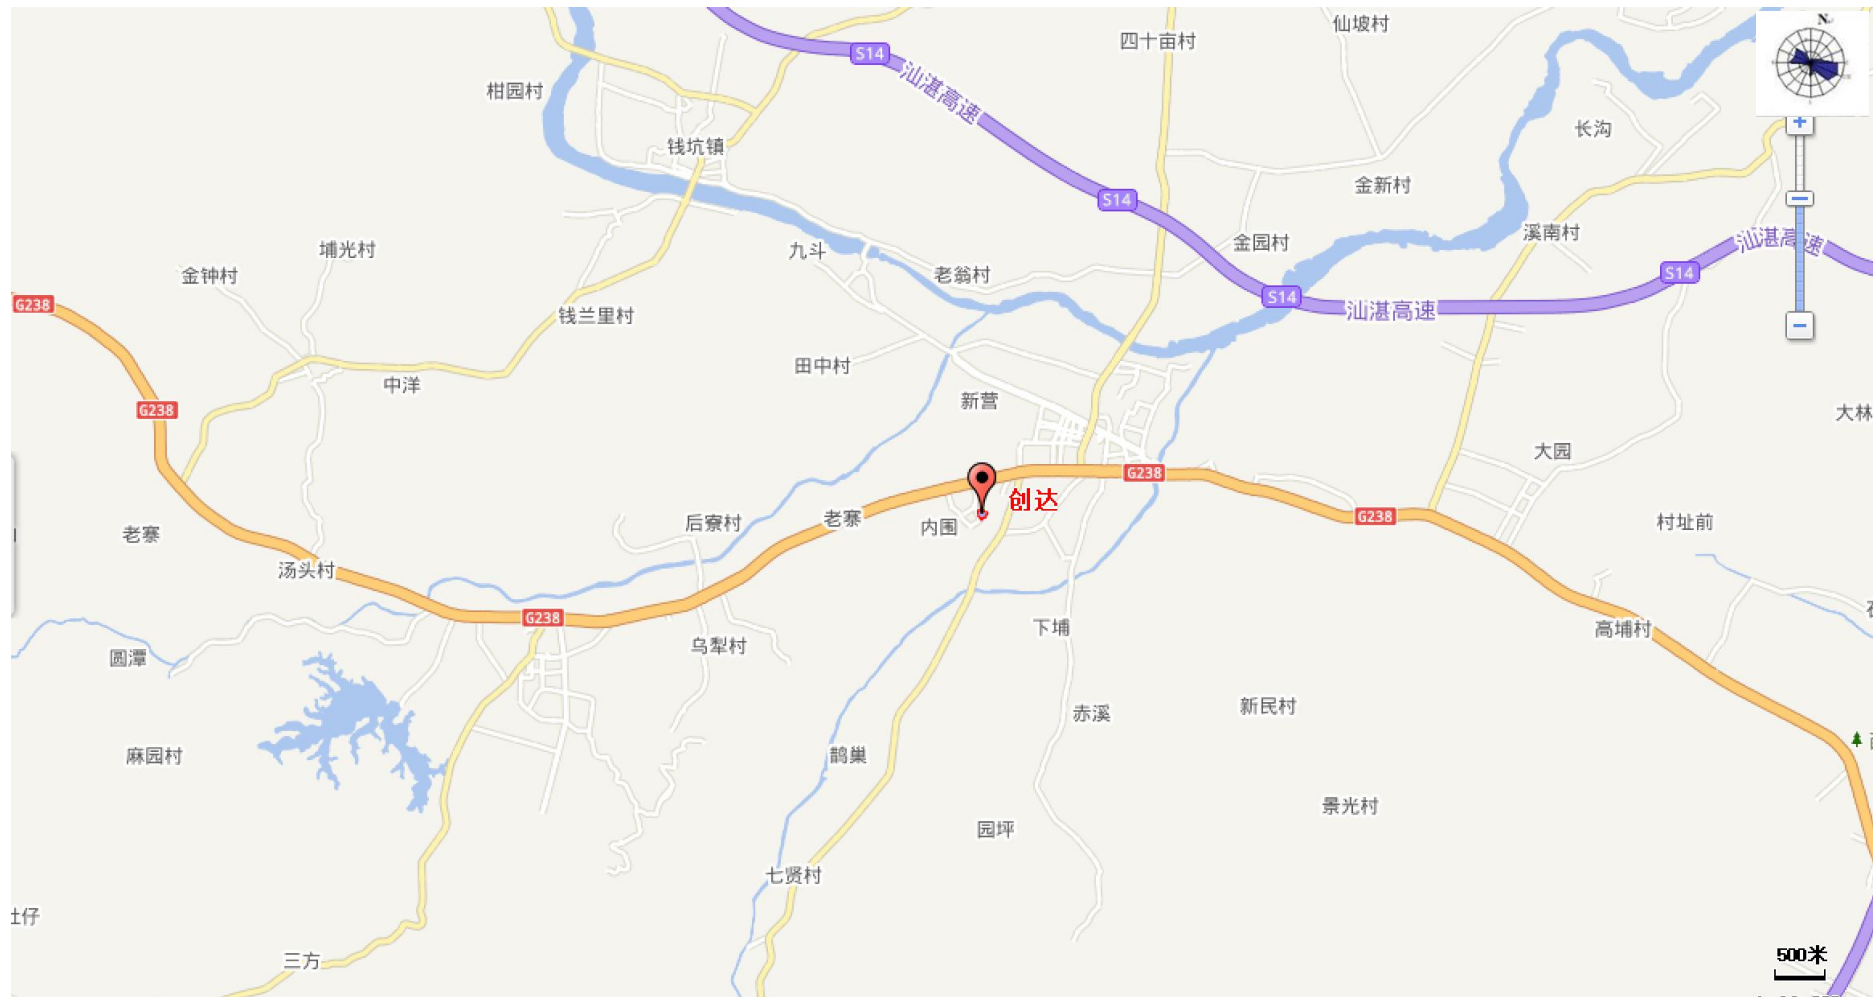 仙坡村
N
四十亩村
S14
汕湛高速
柑园村
长沟
钱坑镇
金新村
S14
溪南村
金园村
汕湛高速
九斗
埔光村
老翁村
金钟村
S14
S14
G238
汕湛高速
钱兰里村
田中村
中洋
新营
G238
大林
大园
G238
创达
G238
老寨
后寮村
内围
村址前
老寨
汤头村
G238
下埔
高埔村
乌犁村
圆潭
新民村
赤溪
麻园村
鹊巢
景光村
园坪
七贤村
仔
三方
500米